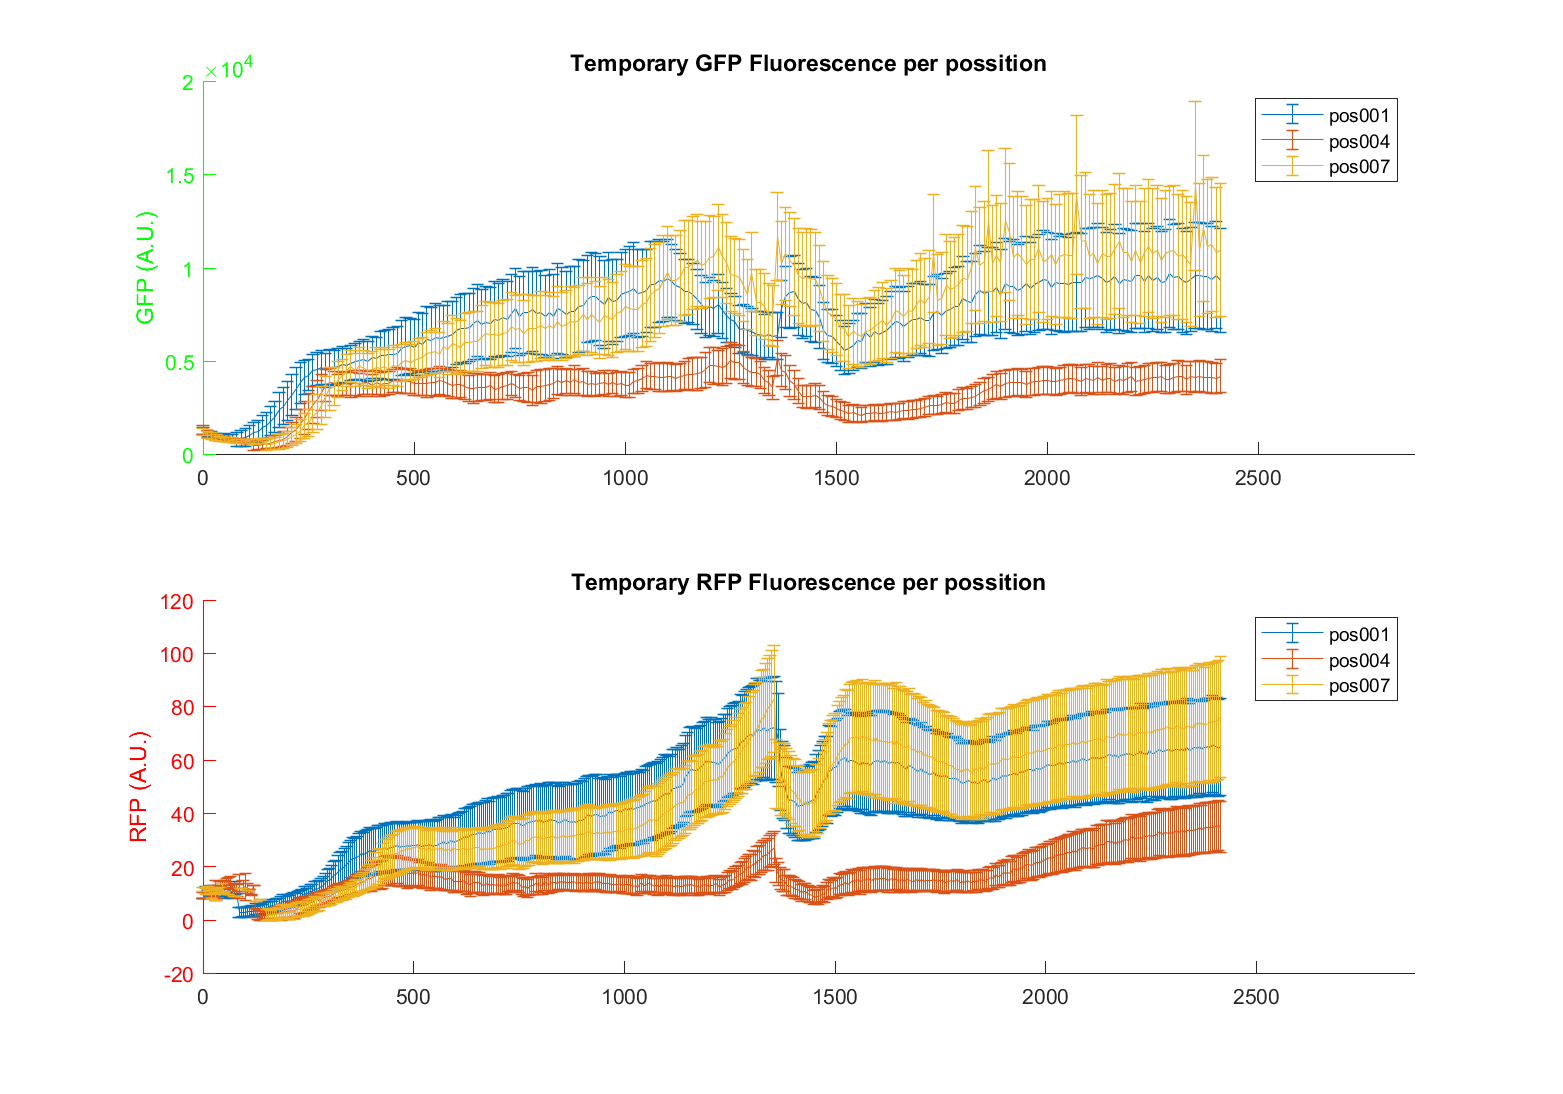 Temporary GFP Fluorescence per possition
×10⁴
2
1.5
1
0.5
0
GFP (A.U.)
0 500 1000 1500 2000 2500
pos001
pos004
pos007
Temporary RFP Fluorescence per possition
120
100
80
60
40
20
0
-20
RFP (A.U.)
0 500 1000 1500 2000 2500
pos001
pos004
pos007